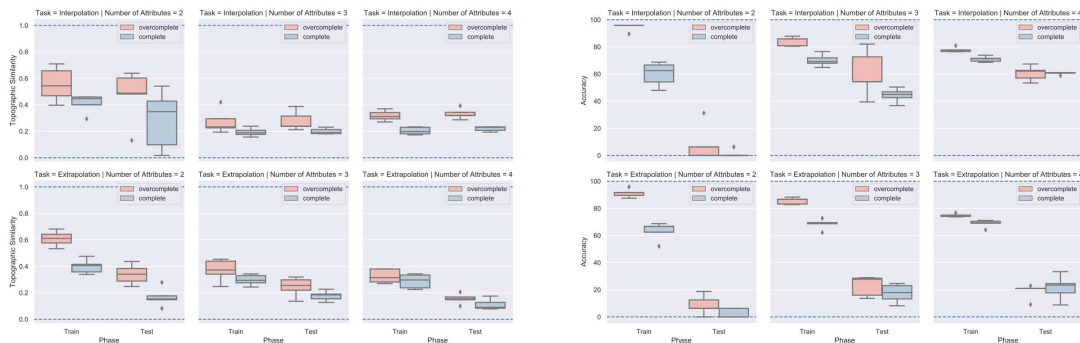 Task = Interpolation | Number of Attributes = 2
Task = Interpolation | Number of Attributes = 3
Task = Interpolation | Number of Attributes = 4
Topographic Similarity
1.0
0.8
0.6
0.4
0.2
0.0
overcomplete
complete
overcomplete
complete
overcomplete
complete
Task = Extrapolation | Number of Attributes = 2
Task = Extrapolation | Number of Attributes = 3
Task = Extrapolation | Number of Attributes = 4
Topographic Similarity
1.0
0.8
0.6
0.4
0.2
0.0
overcomplete
complete
overcomplete
complete
overcomplete
complete
Train Test
Train Test
Train Test
Phase
Phase
Phase
Task = Interpolation | Number of Attributes = 2
Task = Interpolation | Number of Attributes = 3
Task = Interpolation | Number of Attributes = 4
Accuracy
100
80
60
40
20
0
overcomplete
complete
overcomplete
complete
overcomplete
complete
Task = Extrapolation | Number of Attributes = 2
Task = Extrapolation | Number of Attributes = 3
Task = Extrapolation | Number of Attributes = 4
Accuracy
100
80
60
40
20
0
overcomplete
complete
overcomplete
complete
overcomplete
complete
Train Test
Train Test
Train Test
Phase
Phase
Phase